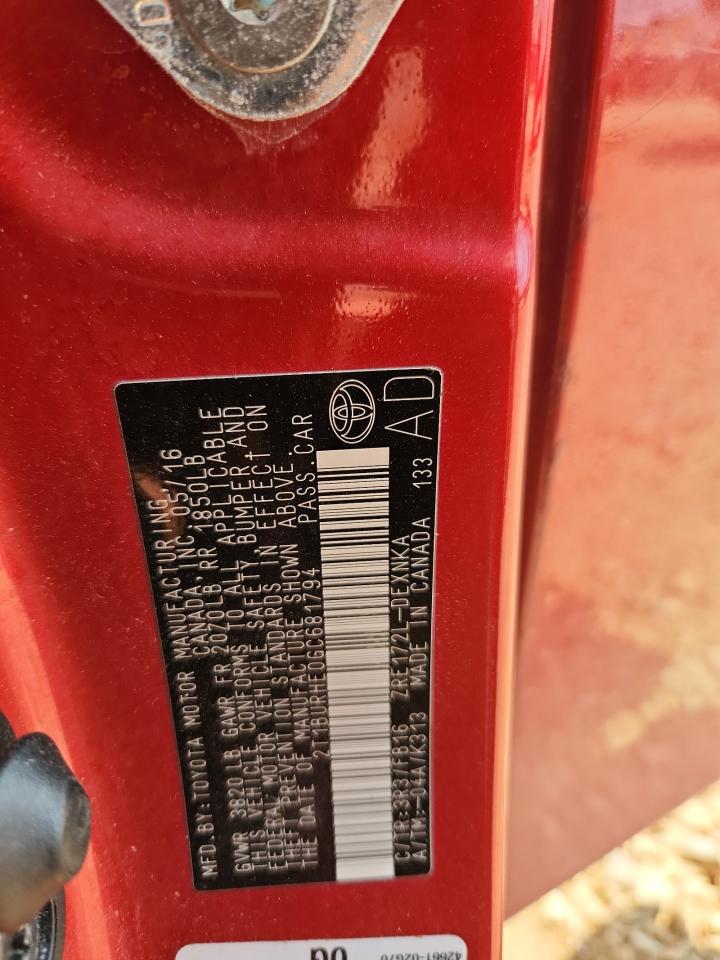 MFD. BY: TOYOTA MOTOR MANUFACTURING
CANADA, INC. 05/16
GVWR 3820 LB GAWR FR 2070LB RR 1850LB
THIS VEHICLE CONFORMS TO ALL APPLICABLE
FEDERAL MOTOR VEHICLE SAFETY, BUMPER AND
THEFT PREVENTION STANDARDS IN EFFECT ON
THE DATE OF MANUFACTURE SHOWN ABOVE.
2T1BURHE0GC681794 PASS.CAR
C/TR:3R3/FB16 ZRE172L-DEXNKA
A/TM:-04A/K313 MADE IN CANADA 133
AD
42661-02G70